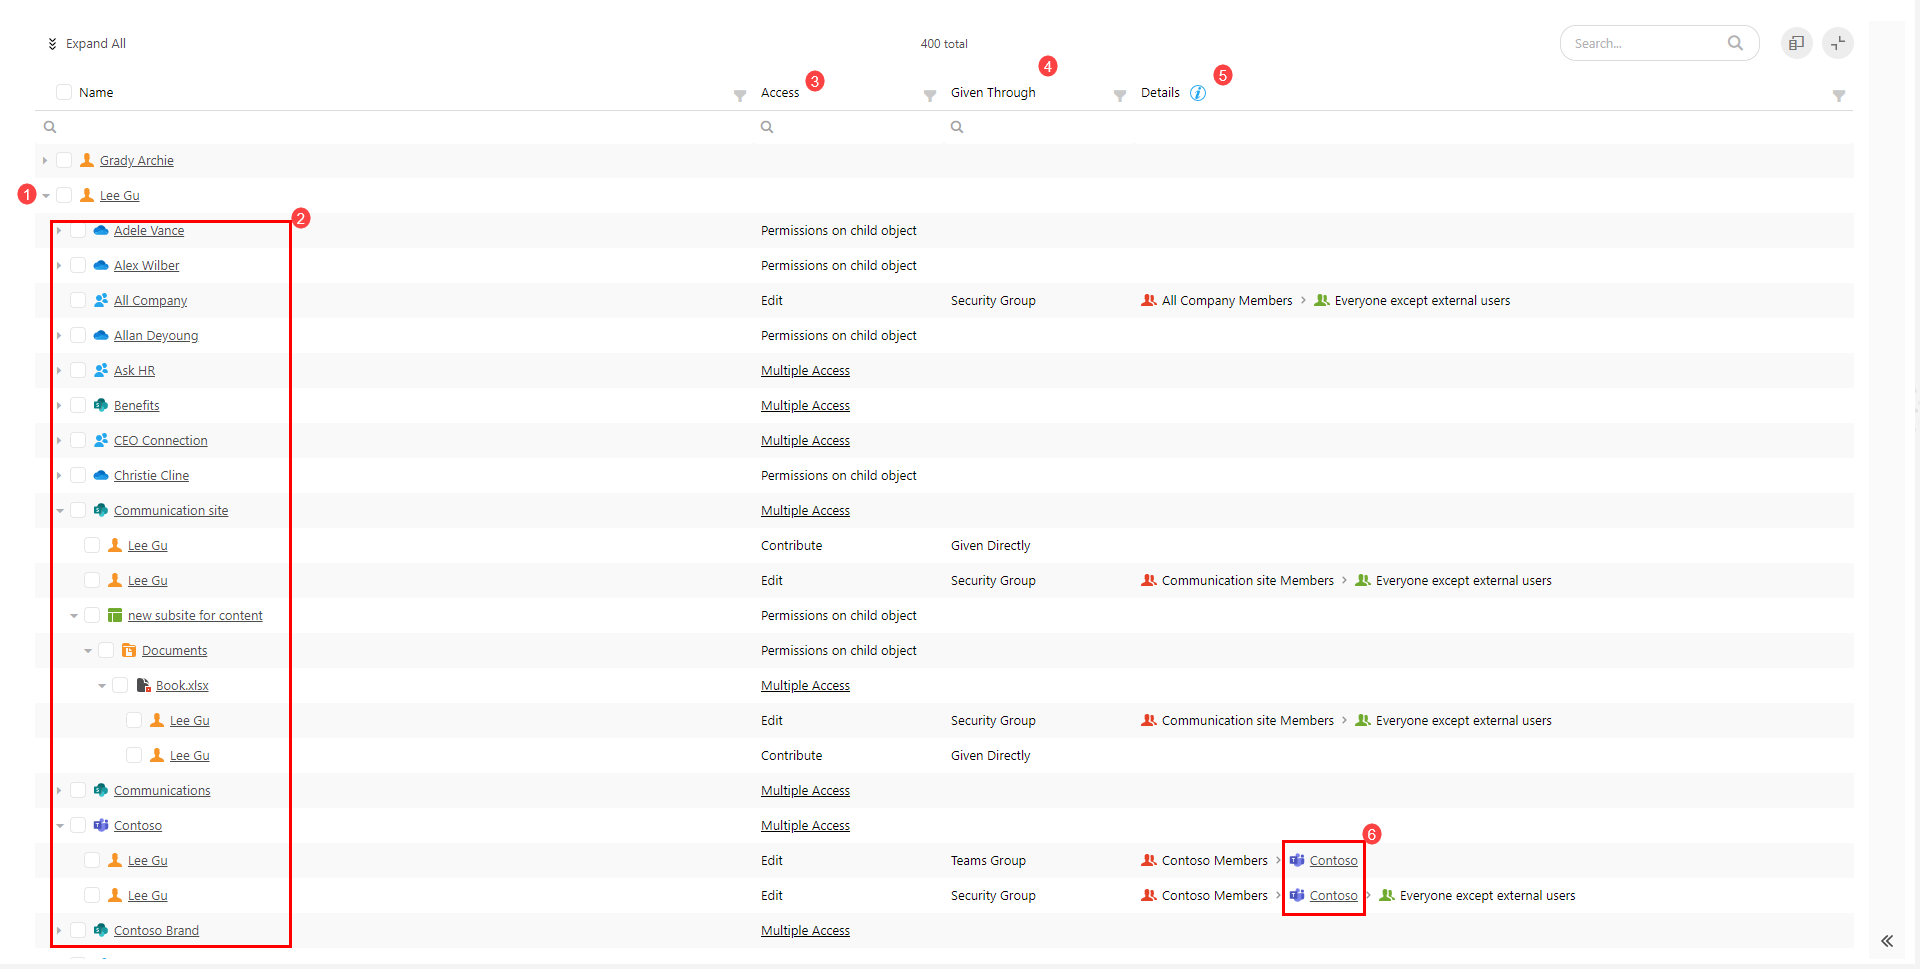 Expand All 400 total Search...
Name Access 3 Given Through 4 Details 5
Grady Archie
1 Lee Gu
2
Adele Vance Permissions on child object
Alex Wilber Permissions on child object
All Company Edit Security Group All Company Members > Everyone except external users
Allan Deyoung Permissions on child object
Ask HR Multiple Access
Benefits Multiple Access
CEO Connection Multiple Access
Christie Cline Permissions on child object
Communication site Multiple Access
Lee Gu Contribute Given Directly
Lee Gu Edit Security Group Communication site Members > Everyone except external users
new subsite for content Permissions on child object
Documents Permissions on child object
Book.xlsx Multiple Access
Lee Gu Edit Security Group Communication site Members > Everyone except external users
Lee Gu Contribute Given Directly
Communications Multiple Access
Contoso Multiple Access
6
Lee Gu Edit Teams Group Contoso Members > Contoso
Lee Gu Edit Security Group Contoso Members > Contoso > Everyone except external users
Contoso Brand Multiple Access